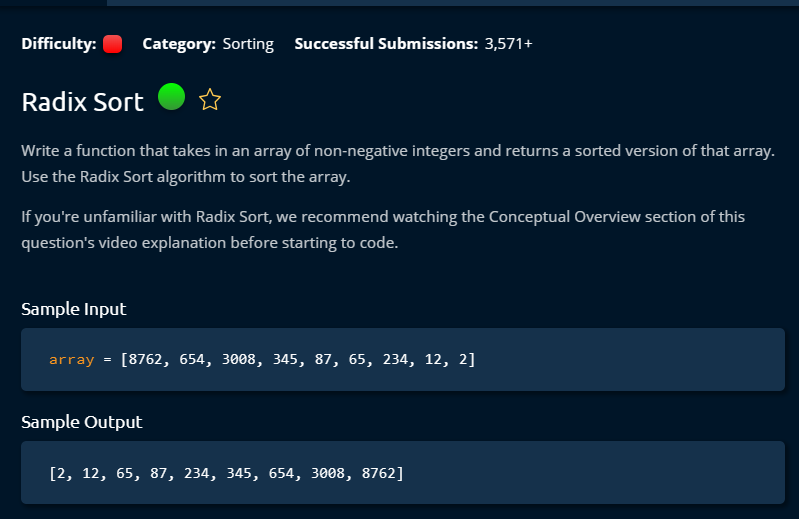 Difficulty: Category: Sorting Successful Submissions: 3,571+
Radix Sort
Write a function that takes in an array of non-negative integers and returns a sorted version of that array.
Use the Radix Sort algorithm to sort the array.
If you're unfamiliar with Radix Sort, we recommend watching the Conceptual Overview section of this
question's video explanation before starting to code.
Sample Input
array = [8762, 654, 3008, 345, 87, 65, 234, 12, 2]
Sample Output
[2, 12, 65, 87, 234, 345, 654, 3008, 8762]